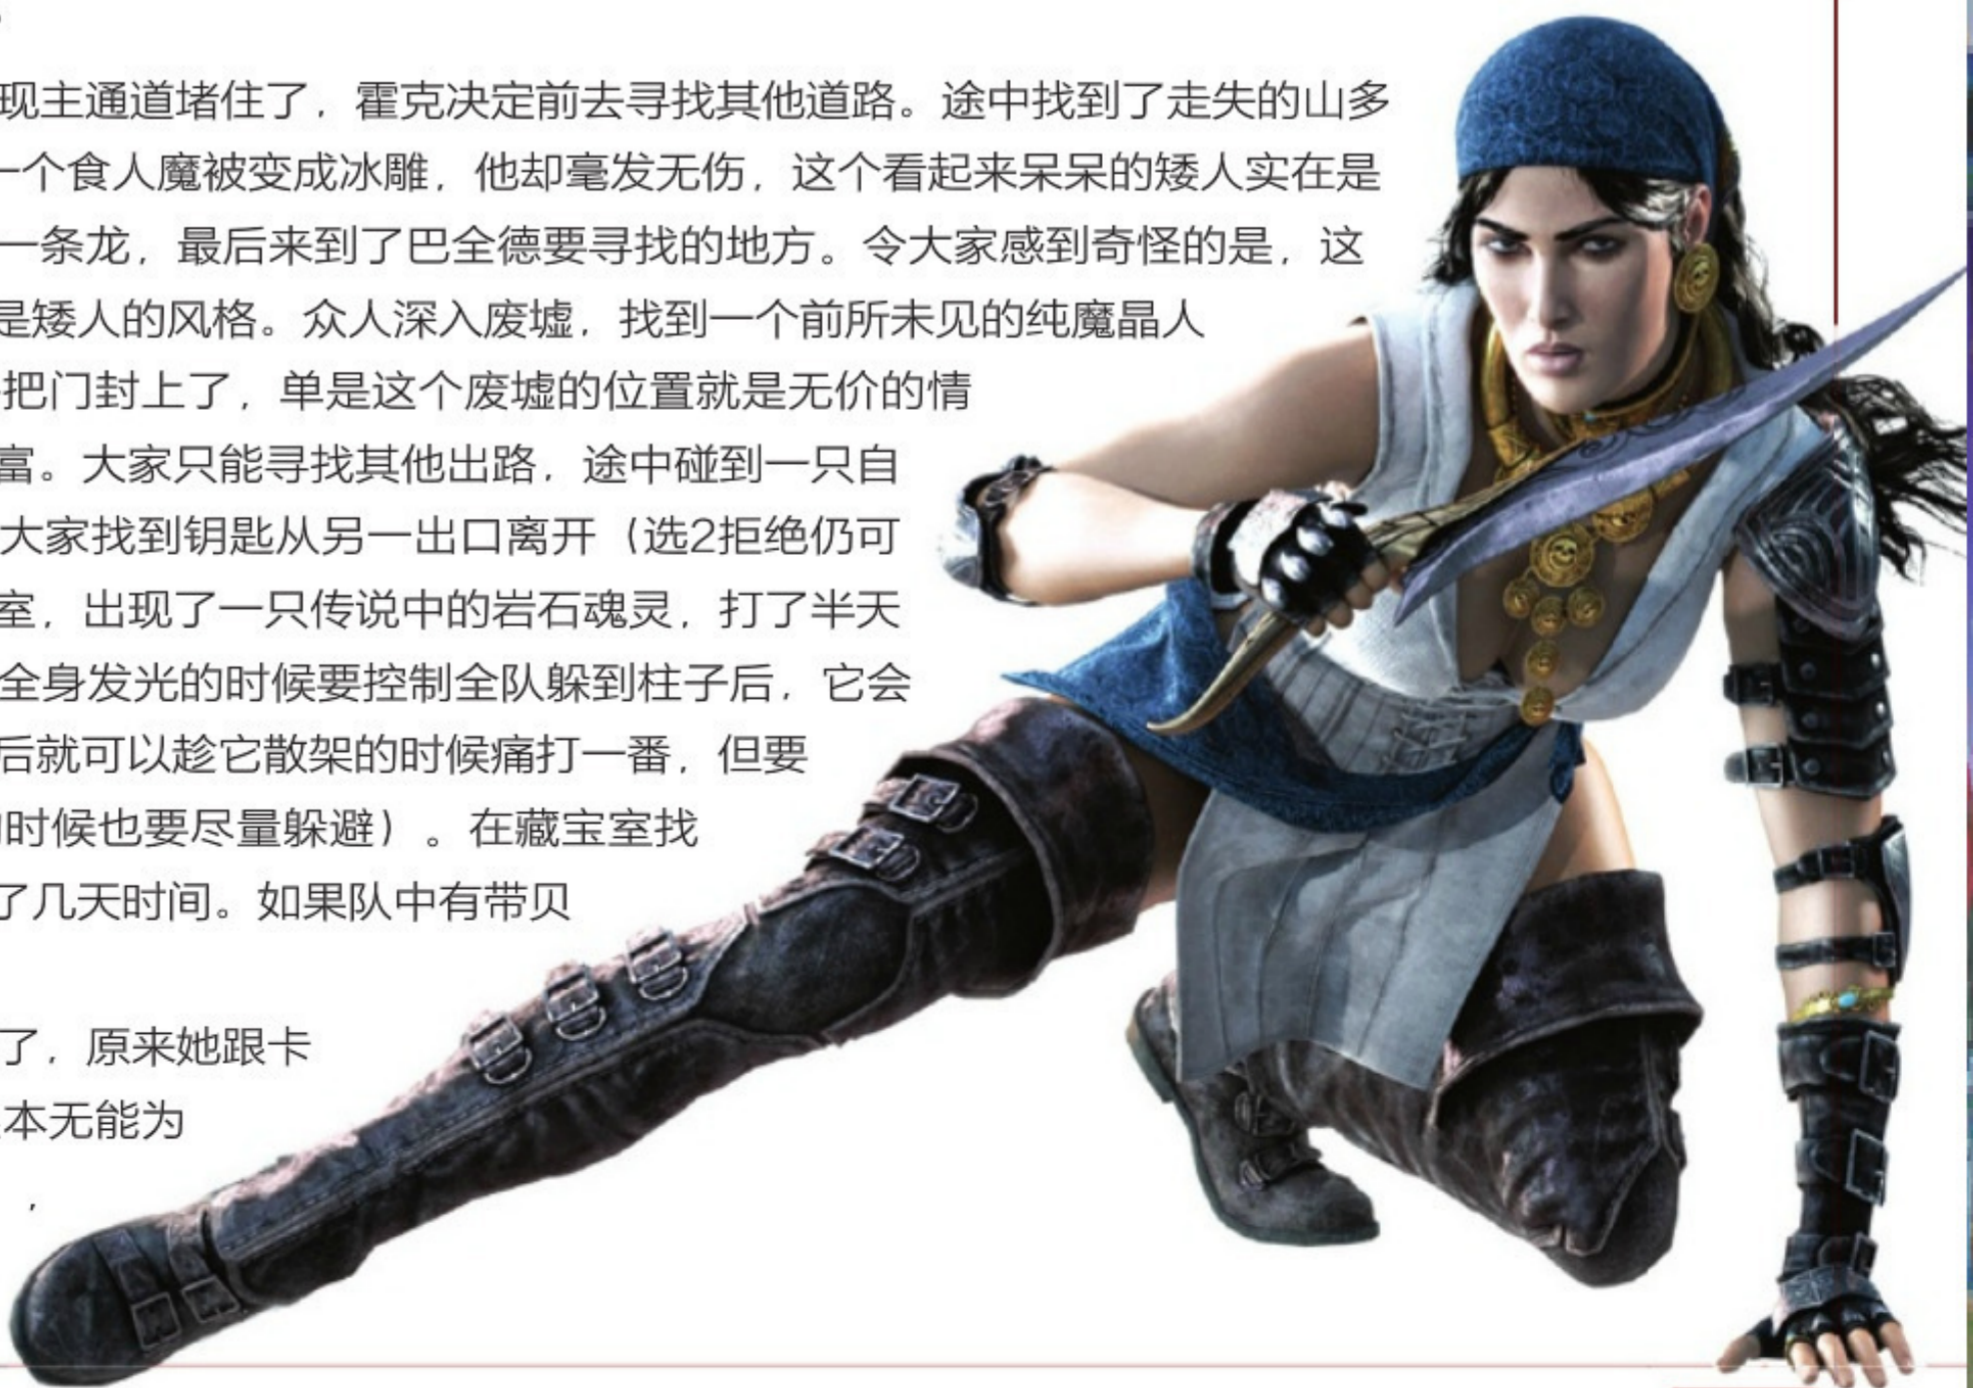 现主通道堵住了，霍克决定前去寻找其他道路。途中找到了走失的山多
一个食人魔被变成冰雕，他却毫发无伤，这个看起来呆呆的矮人实在是
一条龙，最后来到了巴全德要寻找的地方。令大家感到奇怪的是，这
是矮人的风格。众人深入废墟，找到一个前所未见的纯魔晶人
把门封上了，单是这个废墟的位置就是无价的情
富。大家只能寻找其他出路，途中碰到一只自
大家找到钥匙从另一出口离开（选2拒绝仍可
室，出现了一只传说中的岩石魂灵，打了半天
全身发光的时候要控制全队躲到柱子后，它会
后就可以趁它散架的时候痛打一番，但要
时候也要尽量躲避）。在藏宝室找
了几天时间。如果队中有带贝
了，原来她跟卡
本无能为
，